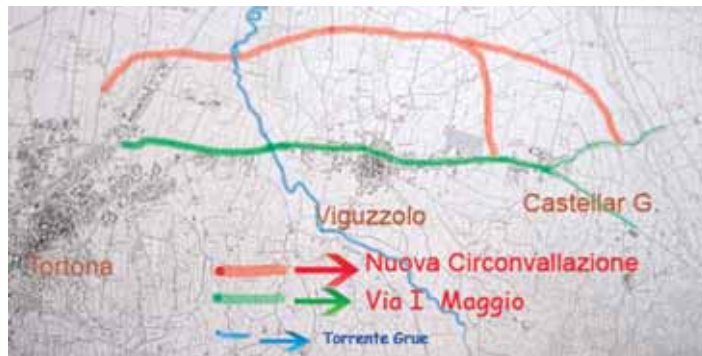 Viguzzolo
Castellar G.
Tortona
Nuova Circonvallazione
Via I Maggio
Torrente Grue